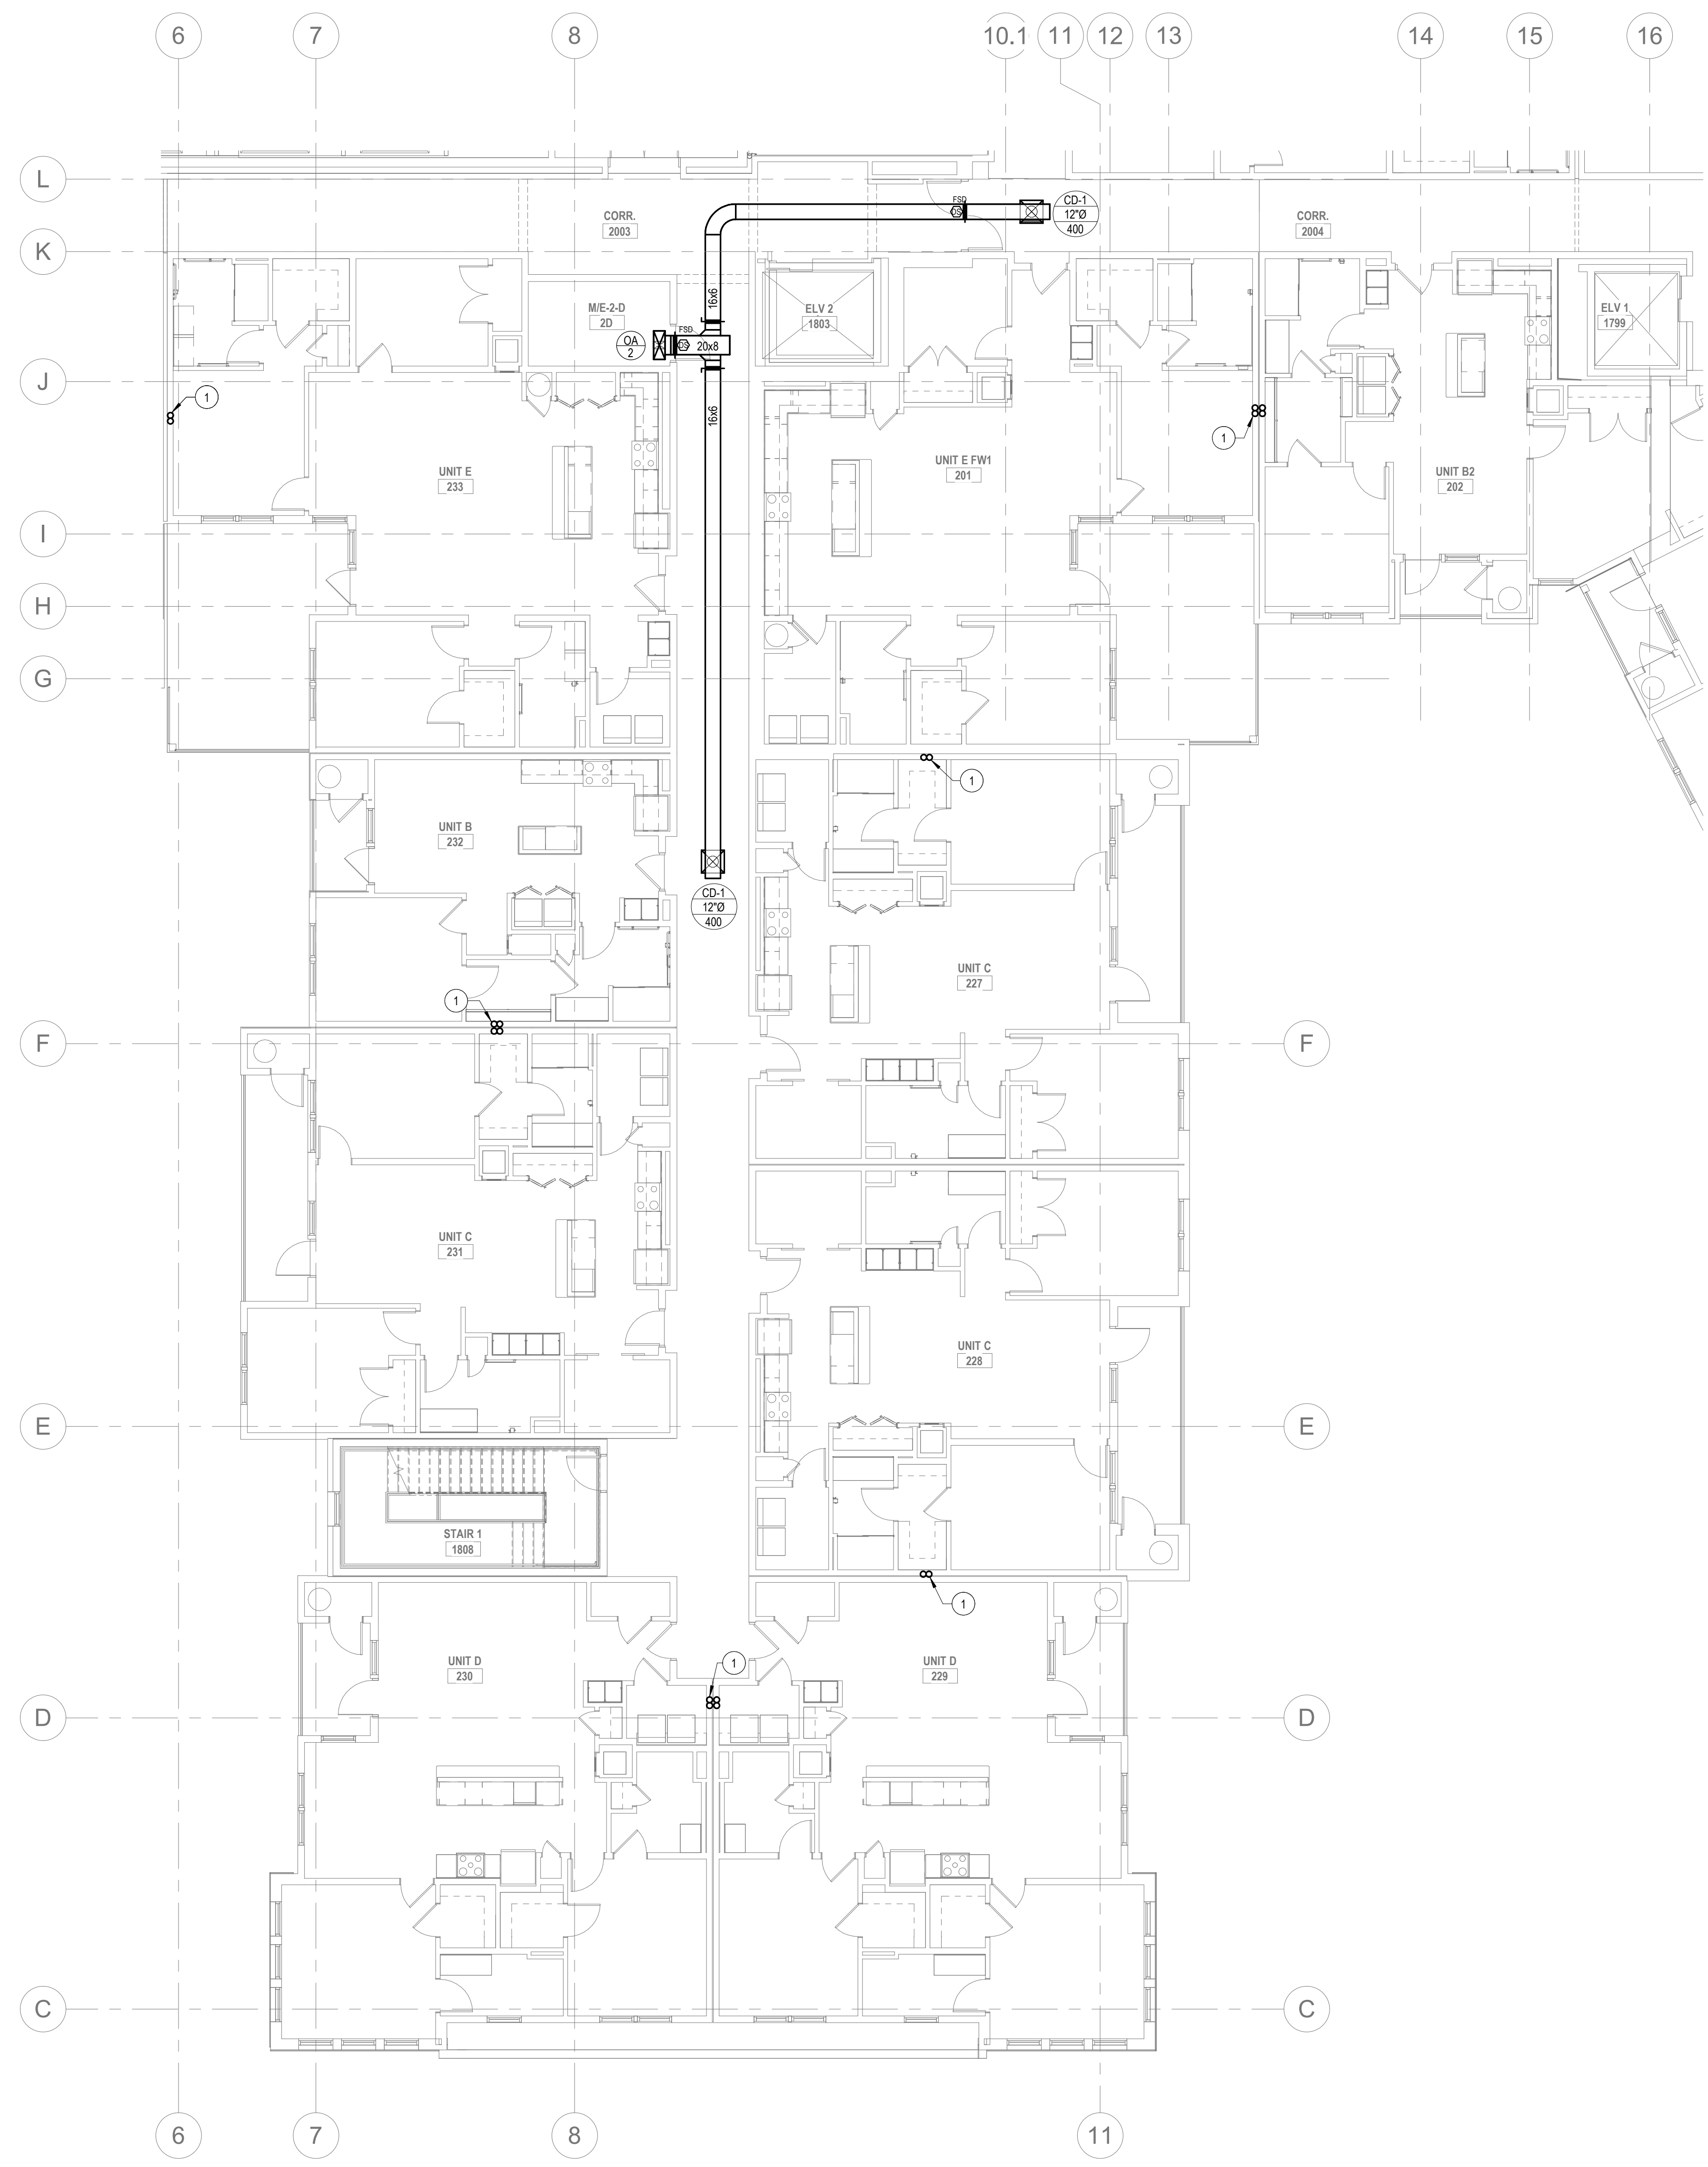 6
7
8
10.1
11
12
13
14
15
16
L
FSD
DS
CD-1
12"Ø
400
CORR.
2003
CORR.
2004
K
16x6
M/E-2-D
2D
ELV 2
1803
ELV 1
1799
OA
2
FSD
DS
20x8
J
1
16x6
1
UNIT E
233
UNIT E FW1
201
UNIT B2
202
I
H
G
1
UNIT B
232
CD-1
12"Ø
400
UNIT C
227
1
F
F
UNIT C
231
UNIT C
228
E
E
STAIR 1
1808
1
UNIT D
230
1
UNIT D
229
D
D
C
C
6
7
8
11